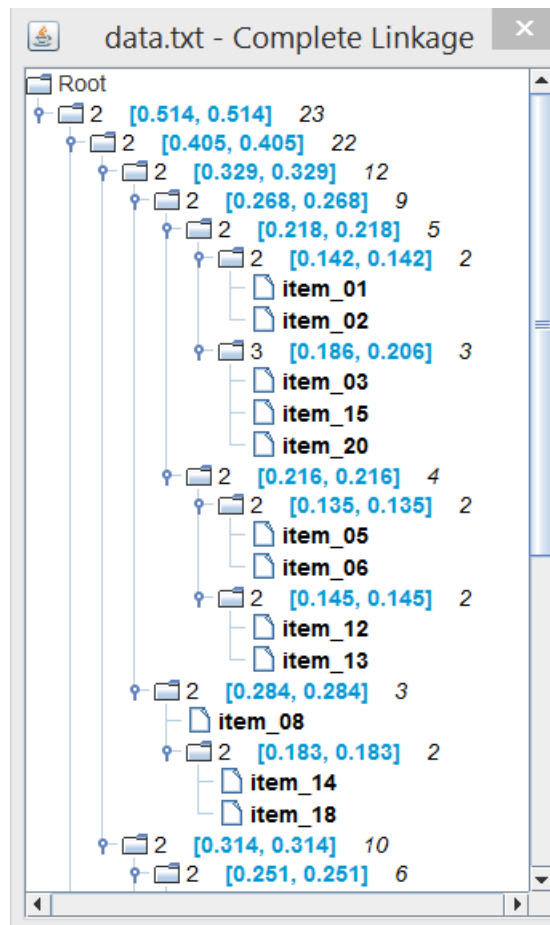 data.txt - Complete Linkage
Root
2 [0.514, 0.514] 23
2 [0.405, 0.405] 22
2 [0.329, 0.329] 12
2 [0.268, 0.268] 9
2 [0.218, 0.218] 5
2 [0.142, 0.142] 2
item_01
item_02
3 [0.186, 0.206] 3
item_03
item_15
item_20
2 [0.216, 0.216] 4
2 [0.135, 0.135] 2
item_05
item_06
2 [0.145, 0.145] 2
item_12
item_13
2 [0.284, 0.284] 3
item_08
2 [0.183, 0.183] 2
item_14
item_18
2 [0.314, 0.314] 10
2 [0.251, 0.251] 6